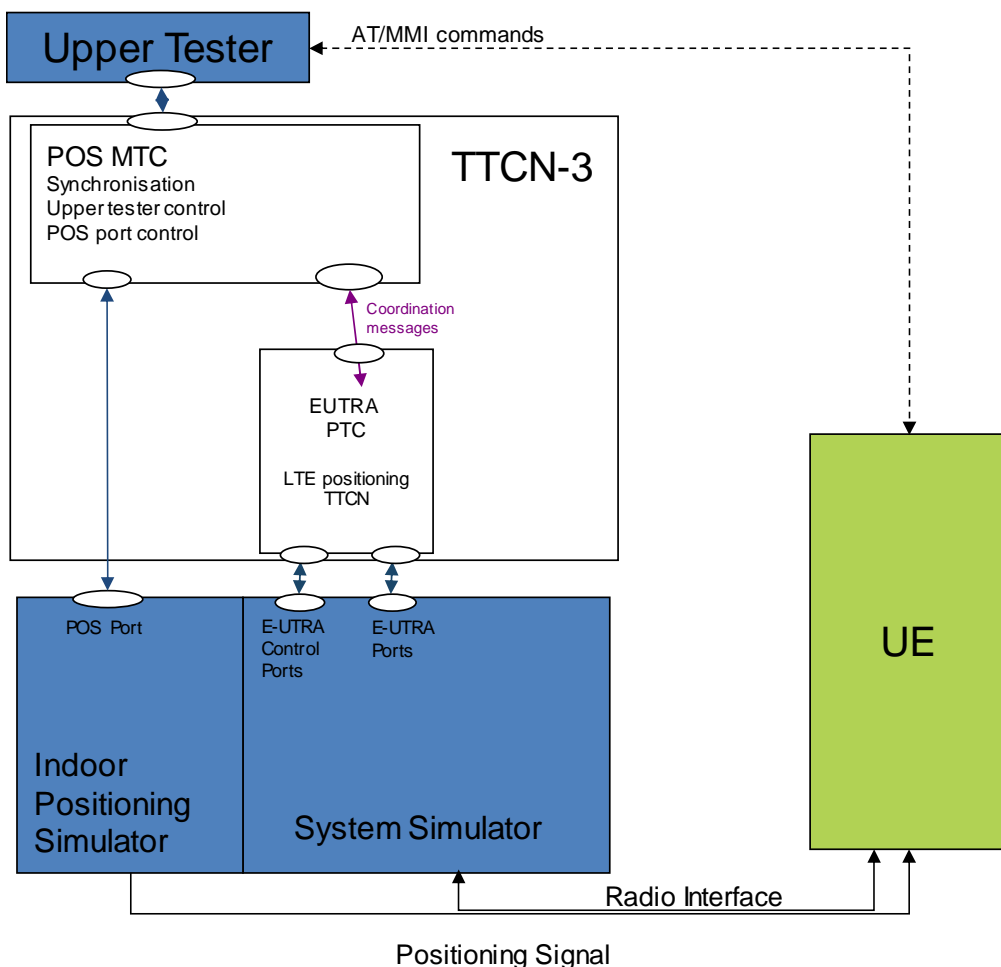 Upper Tester
AT/MMI commands
POS MTC
Synchronisation
Upper tester control
POS port control
TTCN-3
Coordination
messages
EUTRA
PTC
LTE positioning
TTCN
POS Port
E-UTRA
Control
Ports
E-UTRA
Ports
Indoor
Positioning
Simulator
System Simulator
UE
Radio Interface
Positioning Signal